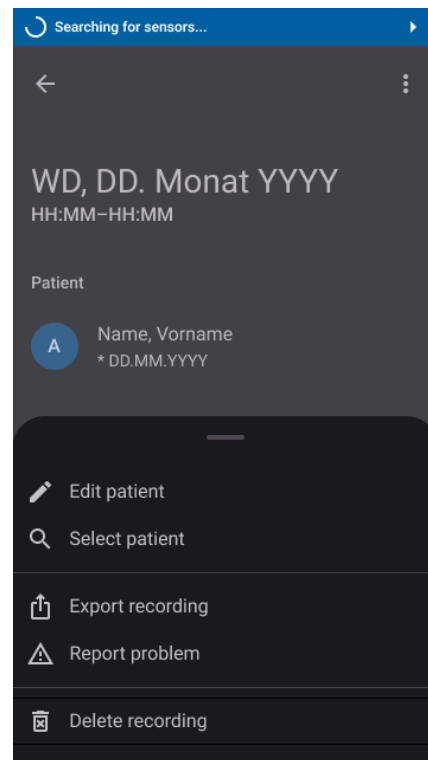 Searching for sensors...
WD, DD. Monat YYYY
HH:MM–HH:MM
Patient
A
Name, Vorname
* DD.MM.YYYY
Edit patient
Select patient
Export recording
Report problem
Delete recording